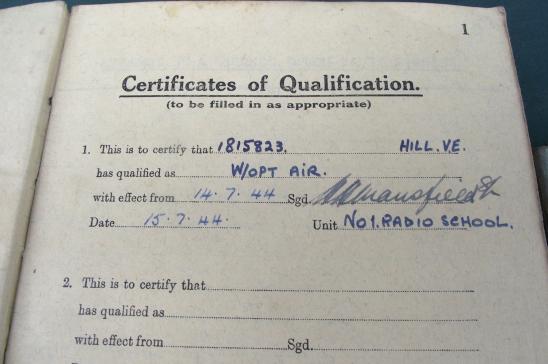 1
Certificates of Qualification.
(to be filled in as appropriate)
1. This is to certify that 1815823. HILL. V.E.
has qualified as W/OPT AIR.
with effect from 14.7.44 Sgd. Mansfield
Date 15.7.44. Unit No1. RADIO SCHOOL.
2. This is to certify that
has qualified as
with effect from Sgd.